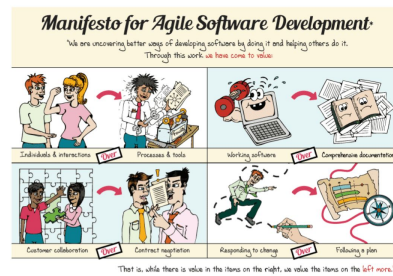 Manifesto for Agile Software Development
"We are uncovering better ways of developing software by doing it and helping others do it.
Through this work we have come to value:
Individuals & interactions Over Processes & tools
Working software Over Comprehensive documentation
Customer collaboration Over Contract negotiation
Responding to change Over Following a plan
That is, while there is value in the items on the right, we value the items on the left more.